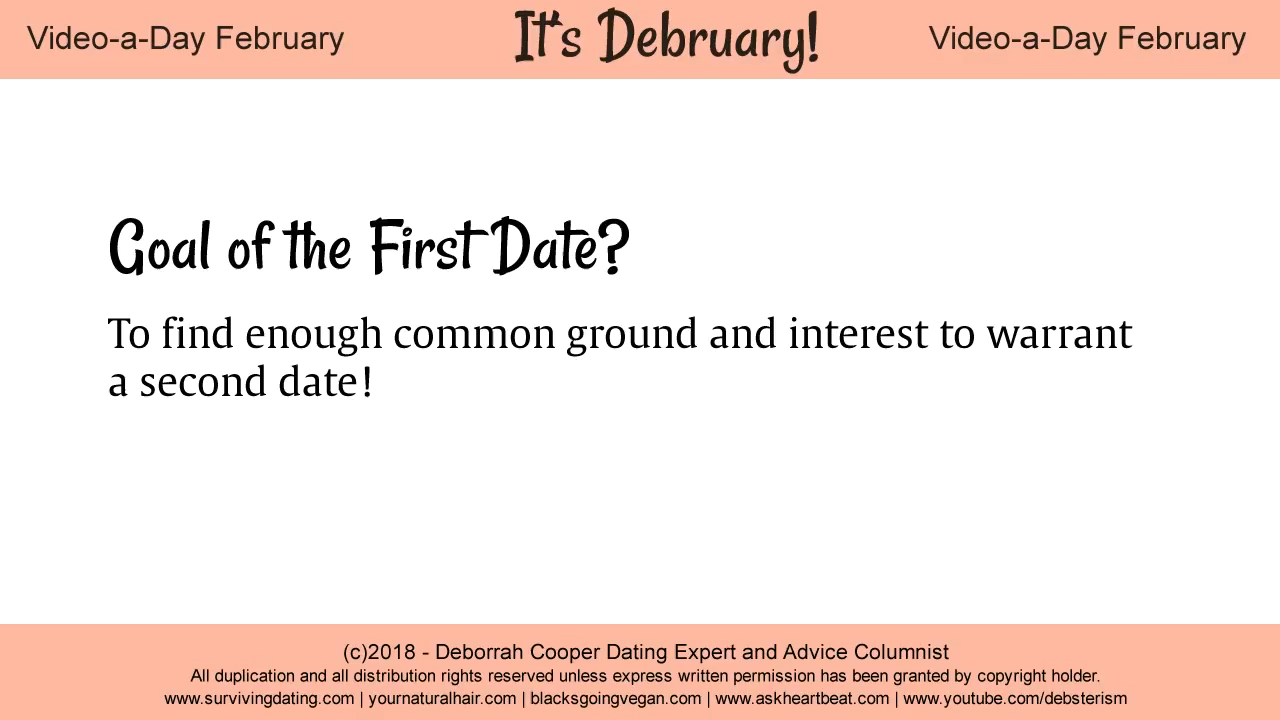 Video-a-Day February
It's Debruary!
Video-a-Day February
Goal of the First Date?
To find enough common ground and interest to warrant
a second date!
(c)2018 - Deborrah Cooper Dating Expert and Advice Columnist
All duplication and all distribution rights reserved unless express written permission has been granted by copyright holder.
www.survivingdating.com | yournaturalhair.com | blacksgoingvegan.com | www.askheartbeat.com | www.youtube.com/debsterism